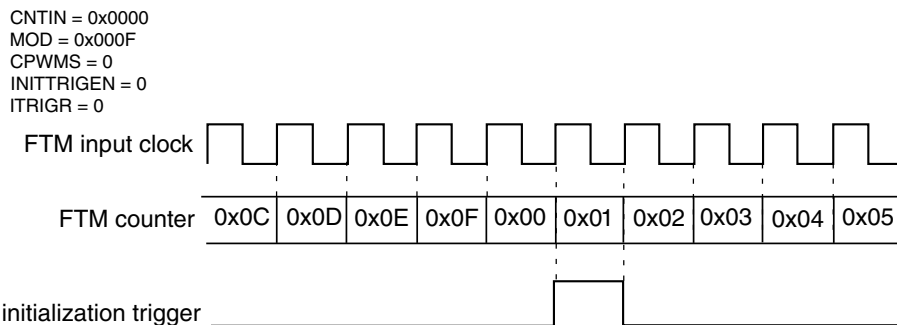 CNTIN = 0x0000
MOD = 0x000F
CPWMS = 0
INITTRIGEN = 0
ITRIGR = 0
FTM input clock
FTM counter 0x0C 0x0D 0x0E 0x0F 0x00 0x01 0x02 0x03 0x04 0x05
initialization trigger